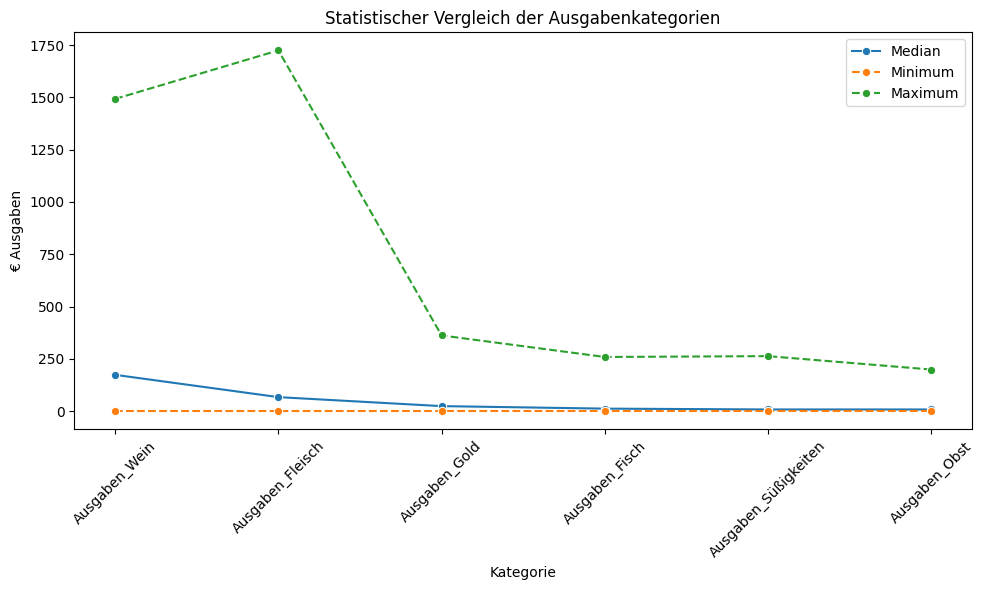 Statistischer Vergleich der Ausgabenkategorien
Median
Minimum
Maximum
€ Ausgaben
1750
1500
1250
1000
750
500
250
0
Ausgaben_Wein
Ausgaben_Fleisch
Ausgaben_Gold
Ausgaben_Fisch
Ausgaben_Süßigkeiten
Ausgaben_Obst
Kategorie